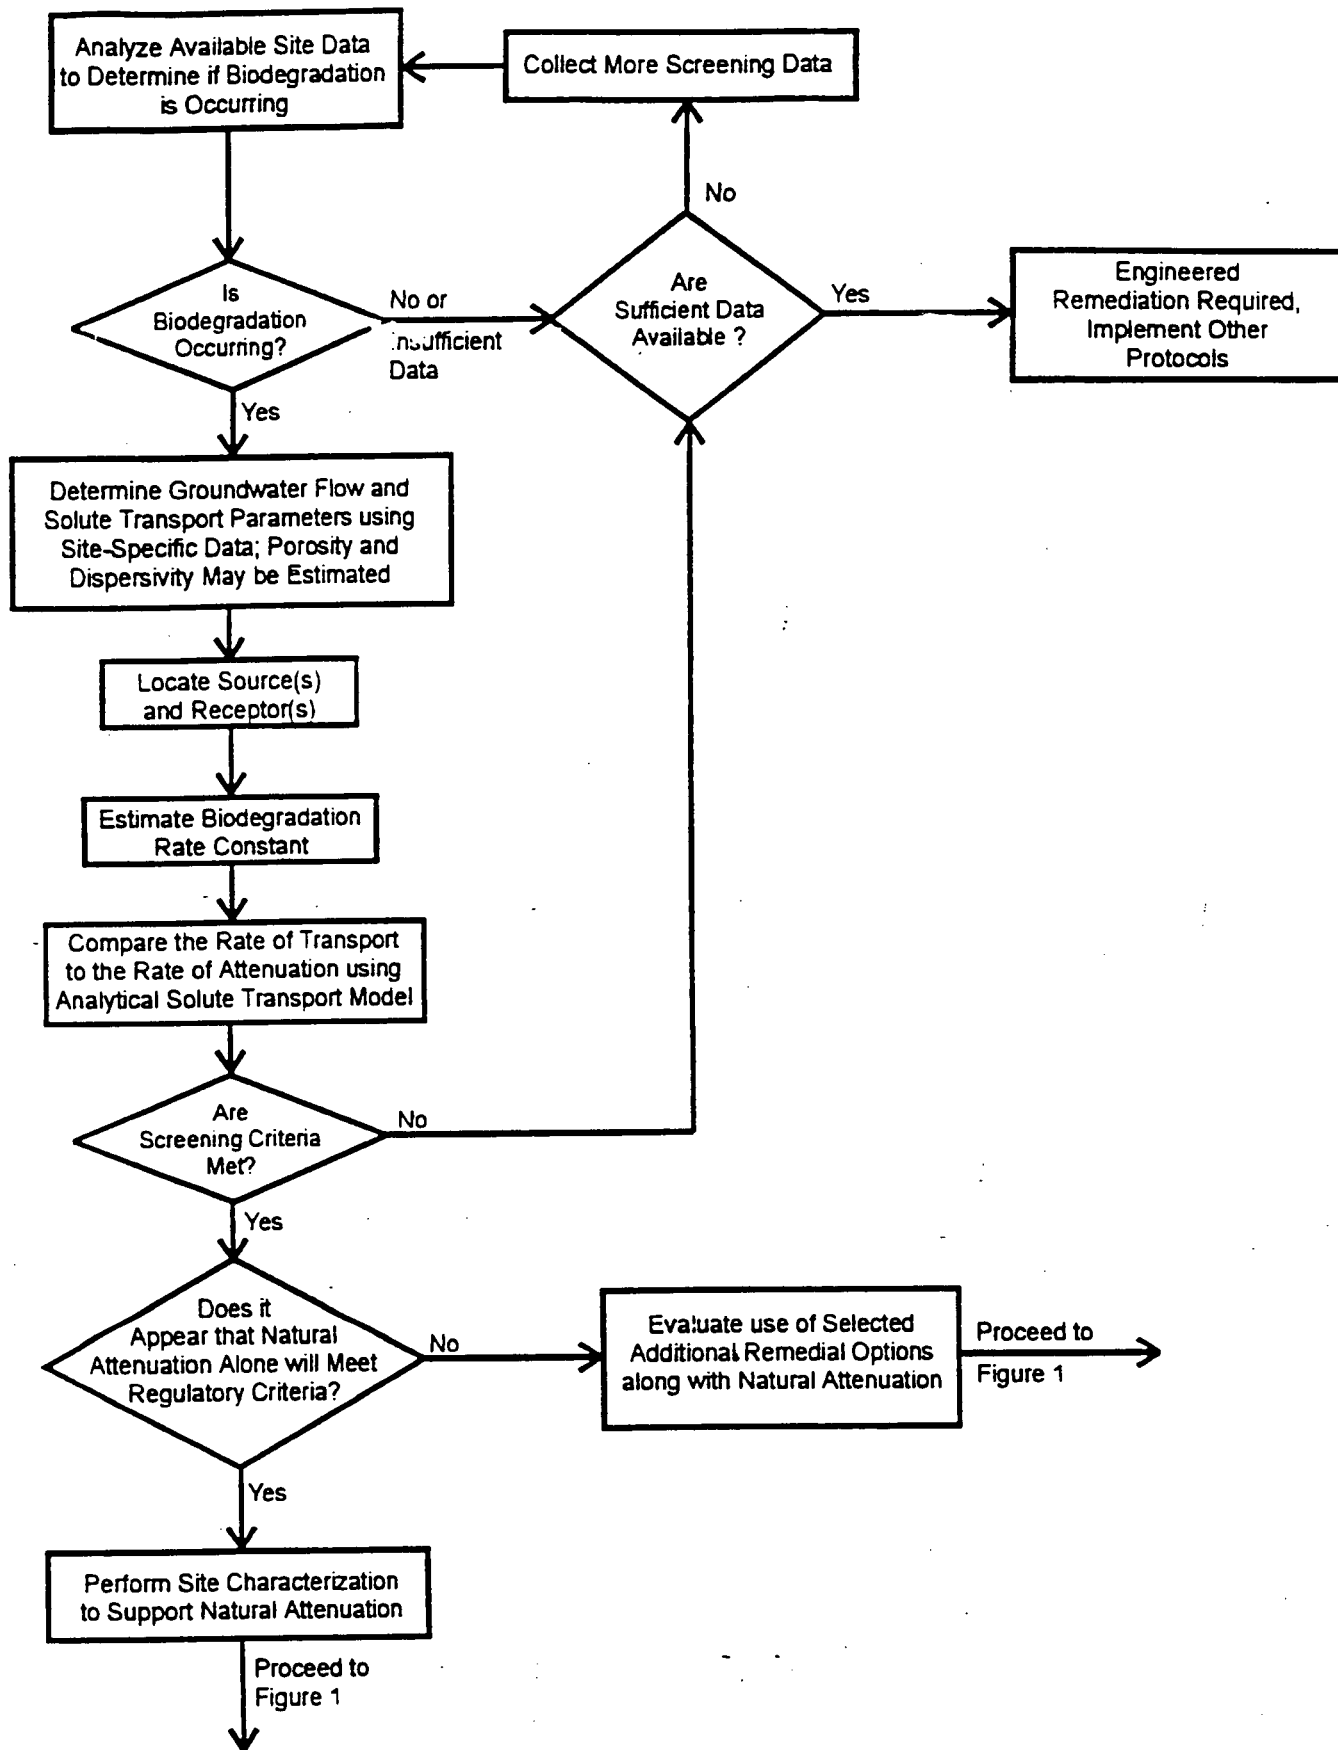 Analyze Available Site Data
to Determine if Biodegradation
is Occurring
Collect More Screening Data
No
Is
Biodegradation
Occurring?
No or
Insufficient
Data
Are
Sufficient Data
Available ?
Yes
Engineered
Remediation Required,
Implement Other
Protocols
Yes
Determine Groundwater Flow and
Solute Transport Parameters using
Site-Specific Data; Porosity and
Dispersivity May be Estimated
Locate Source(s)
and Receptor(s)
Estimate Biodegradation
Rate Constant
Compare the Rate of Transport
to the Rate of Attenuation using
Analytical Solute Transport Model
Are
Screening Criteria
Met?
No
Yes
Does it
Appear that Natural
Attenuation Alone will Meet
Regulatory Criteria?
No
Evaluate use of Selected
Additional Remedial Options
along with Natural Attenuation
Proceed to
Figure 1
Yes
Perform Site Characterization
to Support Natural Attenuation
Proceed to
Figure 1